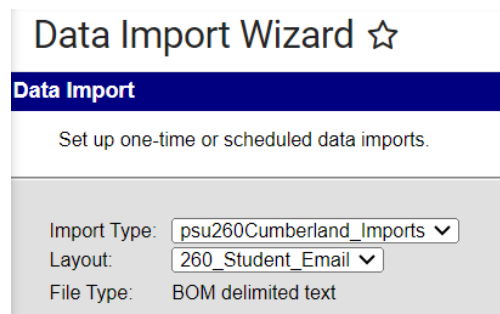 Data Import Wizard
Data Import
Set up one-time or scheduled data imports.
Import Type: psu260Cumberland_Imports
Layout: 260_Student_Email
File Type: BOM delimited text